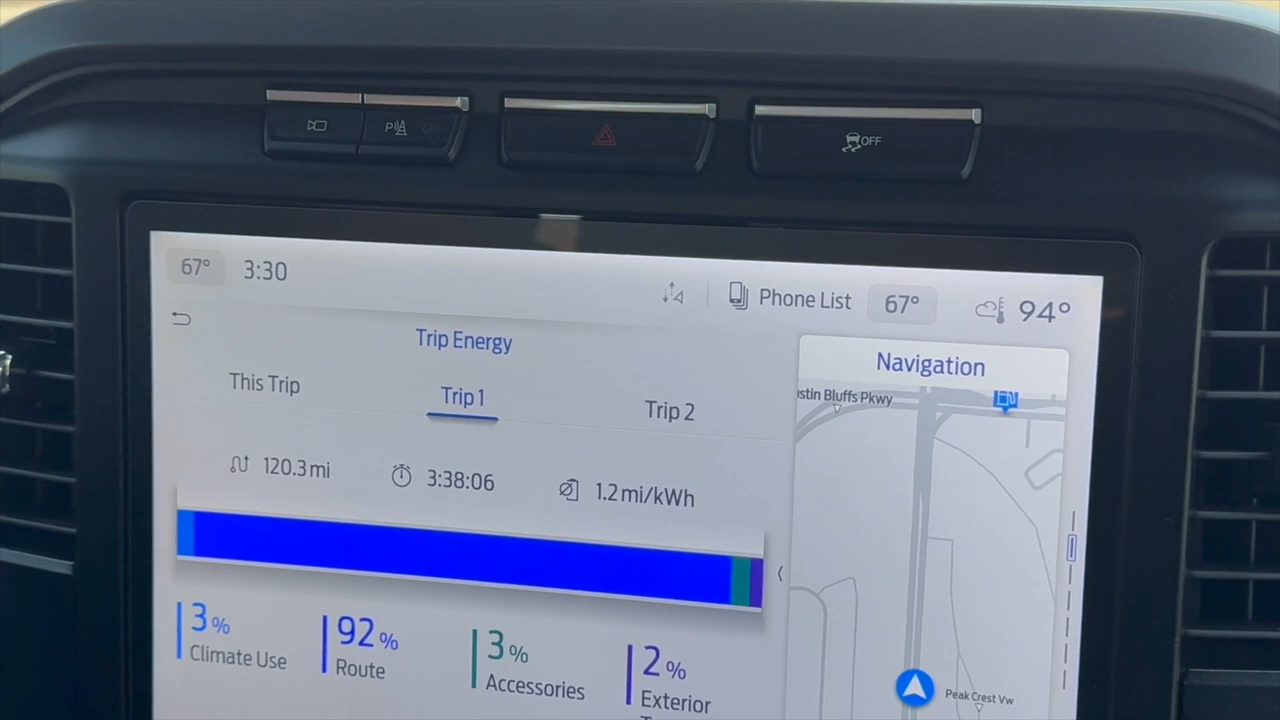 P
OFF
67° 3:30
Phone List 67° 94°
Trip Energy
This Trip Trip 1 Trip 2
120.3 mi 3:38:06 1.2 mi/kWh
3% 92% 3% 2%
Climate Use Route Accessories Exterior
Navigation
stin Bluffs Pkwy
Peak Crest Vw